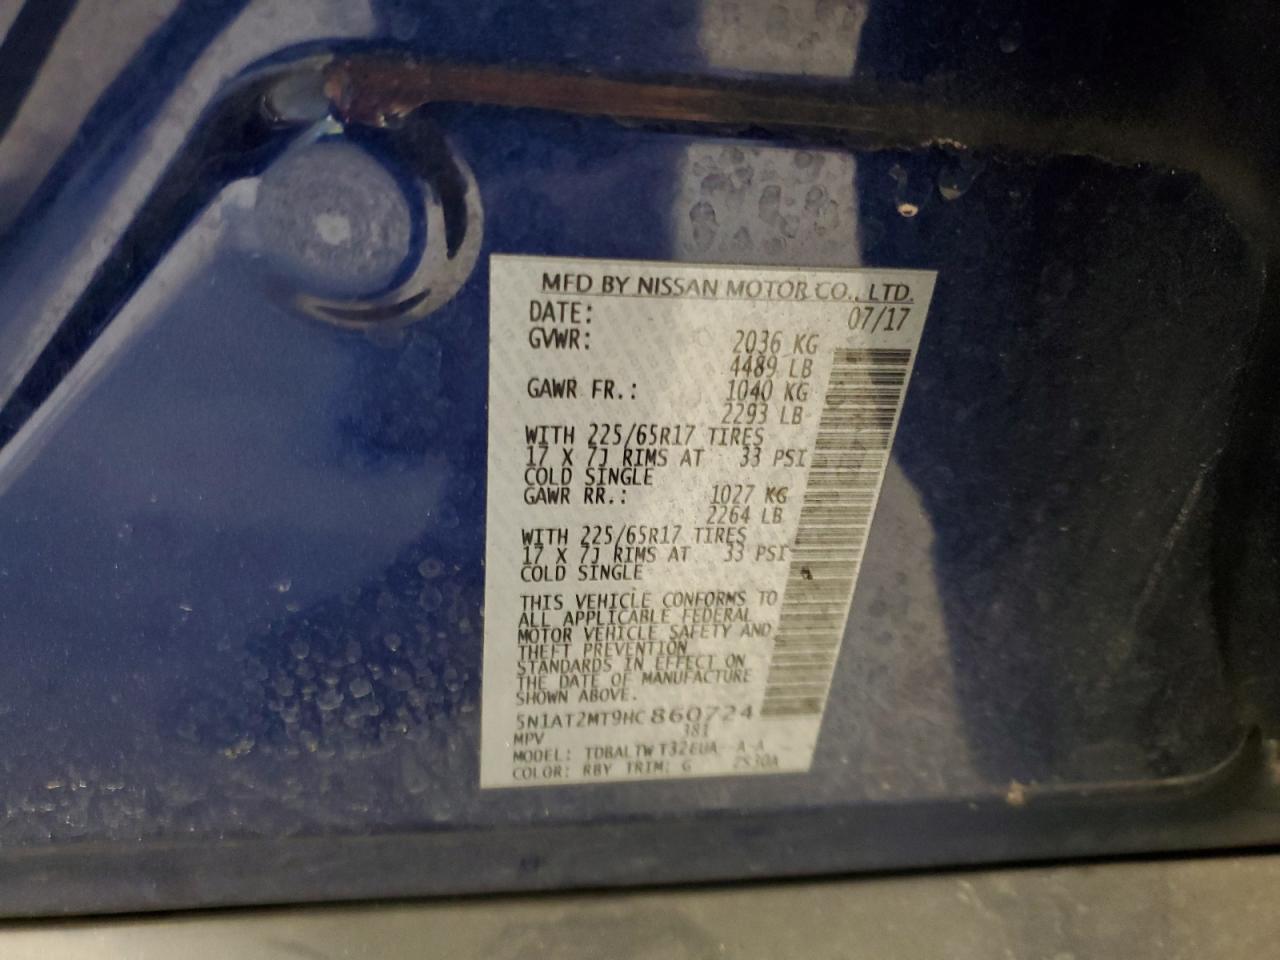 MFD BY NISSAN MOTOR CO., LTD.
DATE: 07/17
GVWR: 2036 KG
4489 LB
GAWR FR.: 1040 KG
2293 LB
WITH 225/65R17 TIRES
17 X 7J RIMS AT 33 PSI
COLD SINGLE
GAWR RR.: 1027 KG
2264 LB
WITH 225/65R17 TIRES
17 X 7J RIMS AT 33 PSI
COLD SINGLE
THIS VEHICLE CONFORMS TO
ALL APPLICABLE FEDERAL
MOTOR VEHICLE SAFETY AND
THEFT PREVENTION
STANDARDS IN EFFECT ON
THE DATE OF MANUFACTURE
SHOWN ABOVE.
5N1AT2MT9HC860724
MPV 381
MODEL: A-A
COLOR: RBY TRIM: G